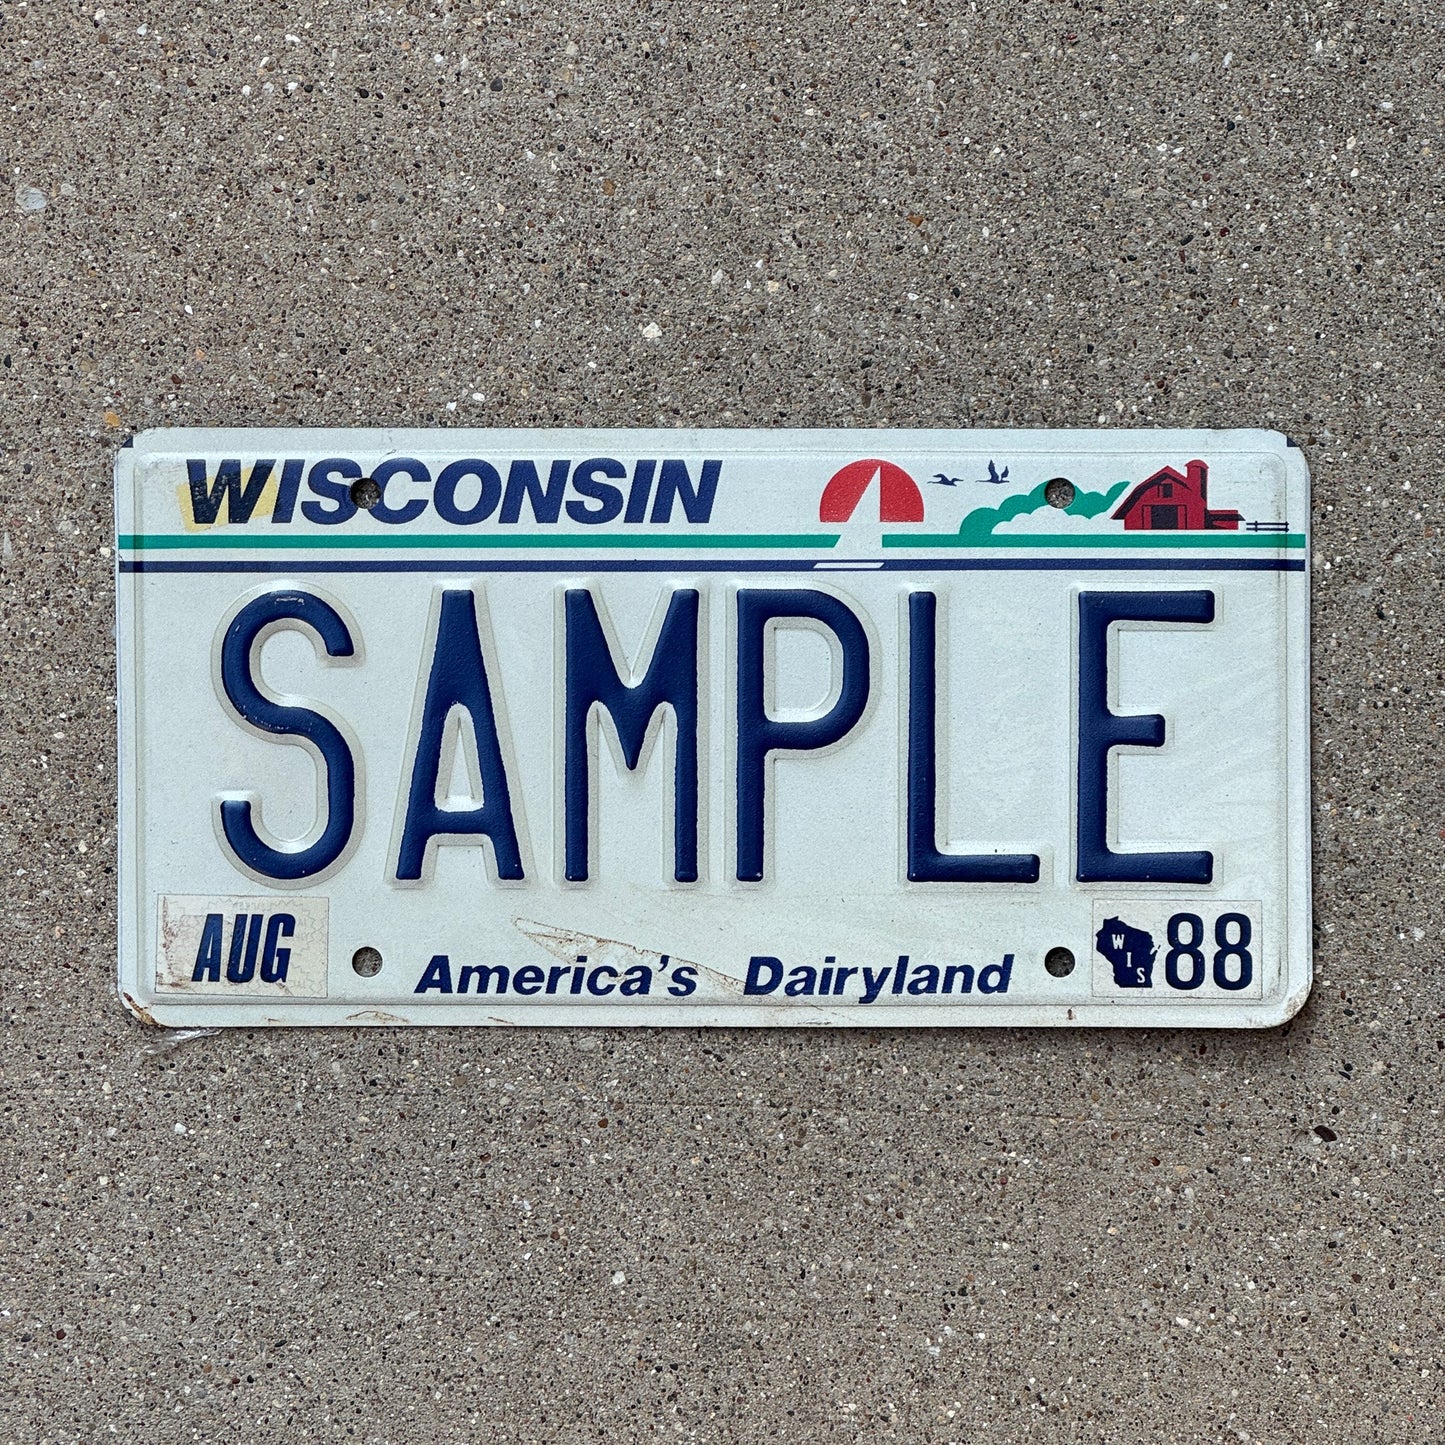 WISCONSIN
SAMPLE
AUG America's Dairyland WIS 88